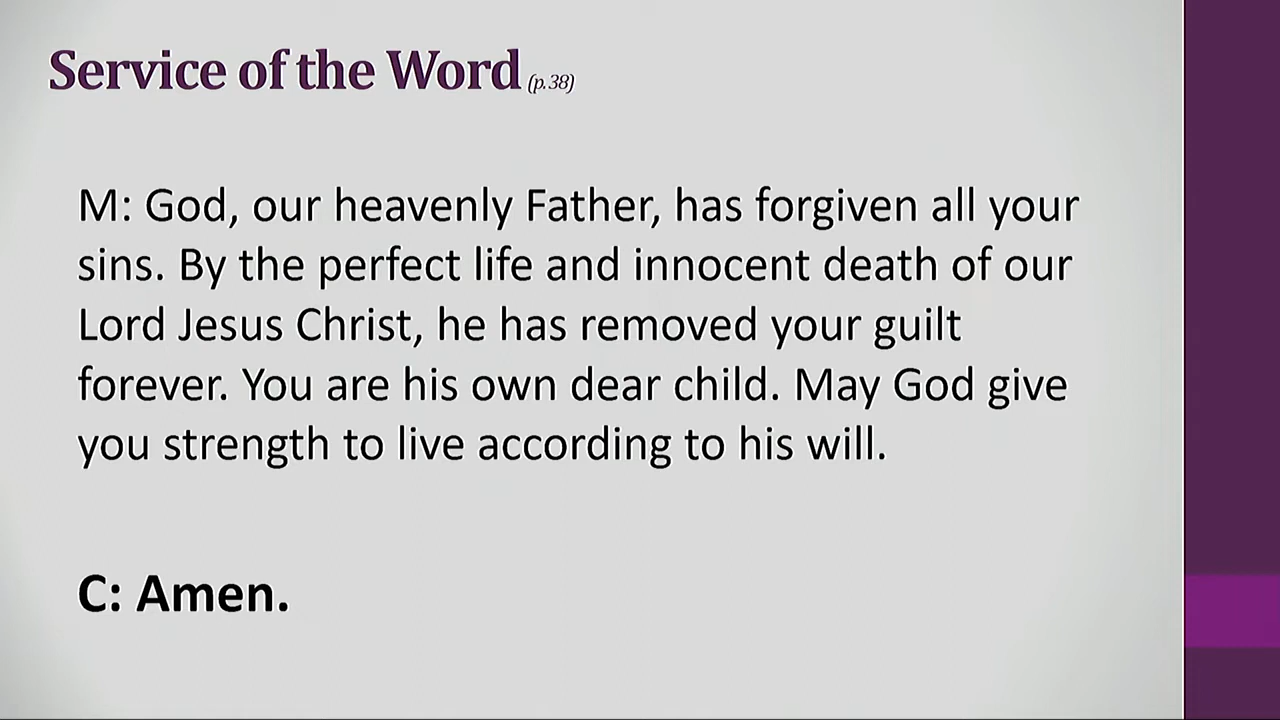 Service of the Word (p.38)
M: God, our heavenly Father, has forgiven all your
sins. By the perfect life and innocent death of our
Lord Jesus Christ, he has removed your guilt
forever. You are his own dear child. May God give
you strength to live according to his will.
C: Amen.